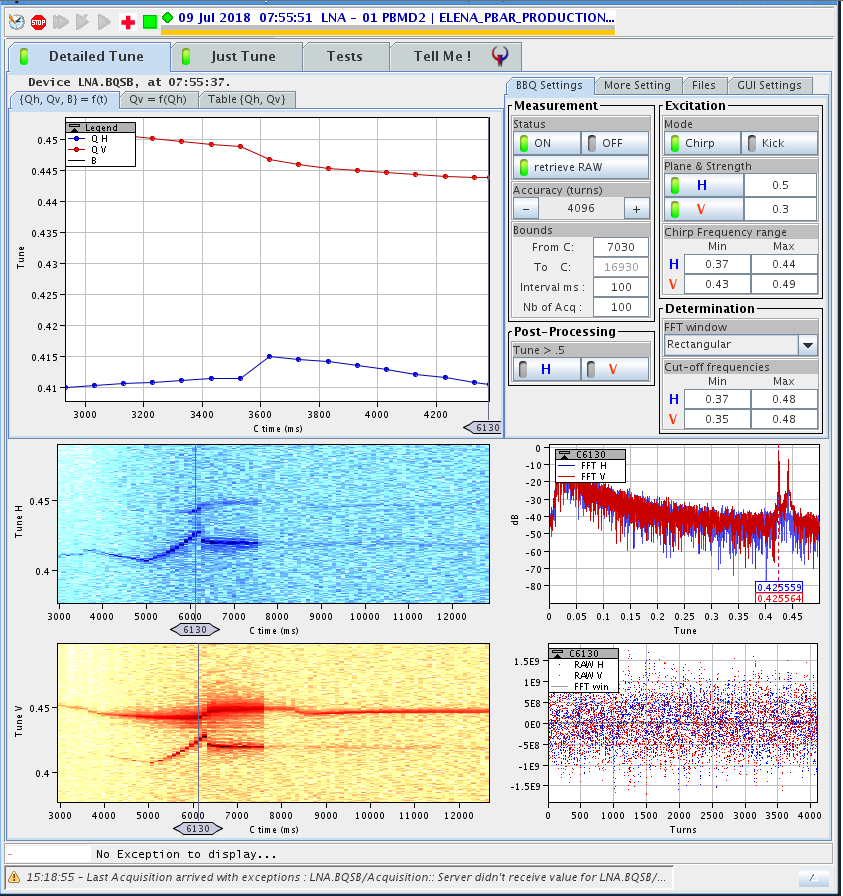 STOP 09 Jul 2018 07:55:51 LNA - 01 PBMD2 | ELENA_PBAR_PRODUCTION...
Detailed Tune Just Tune Tests Tell Me !
Device LNA.BQSB, at 07:55:37.
{Qh, Qv, B} = f(t) Qv = f(Qh) Table {Qh, Qv}
Legend
Q H
Q V
B
0.45
0.445
0.44
0.435
0.43
0.425
0.42
0.415
0.41
Tune
3000 3200 3400 3600 3800 4000 4200
C time (ms)
6130
BBQ Settings More Setting Files GUI Settings
Measurement
Status
ON OFF
retrieve RAW
Accuracy (turns)
− 4096 +
Bounds
From C: 7030
To C: 16930
Interval ms : 100
Nb of Acq : 100
Post-Processing
Tune > .5
H V
Excitation
Mode
Chirp Kick
Plane & Strength
H 0.5
V 0.3
Chirp Frequency range
Min Max
H 0.37 0.44
V 0.43 0.49
Determination
FFT window
Rectangular
Cut-off frequencies
Min Max
H 0.37 0.48
V 0.35 0.48
0.45
0.4
Tune H
3000 4000 5000 6000 7000 8000 9000 10000 11000 12000
6130
C time (ms)
C6130
FFT H
FFT V
0
-10
-20
-30
-40
-50
-60
-70
-80
dB
0.425559
0.425564
0 0.05 0.1 0.15 0.2 0.25 0.3 0.35 0.4 0.45
Tune
0.45
0.4
Tune V
3000 4000 5000 6000 7000 8000 9000 10000 11000 12000
6130
C time (ms)
C6130
RAW H
RAW V
FFT win
1.5E9
1E9
5E8
0E0
-5E8
-1E9
-1.5E9
0 500 1000 1500 2000 2500 3000 3500 4000
Turns
- No Exception to display...
15:18:55 - Last Acquisition arrived with exceptions : LNA.BQSB/Acquisition:: Server didn't receive value for LNA.BQSB/...